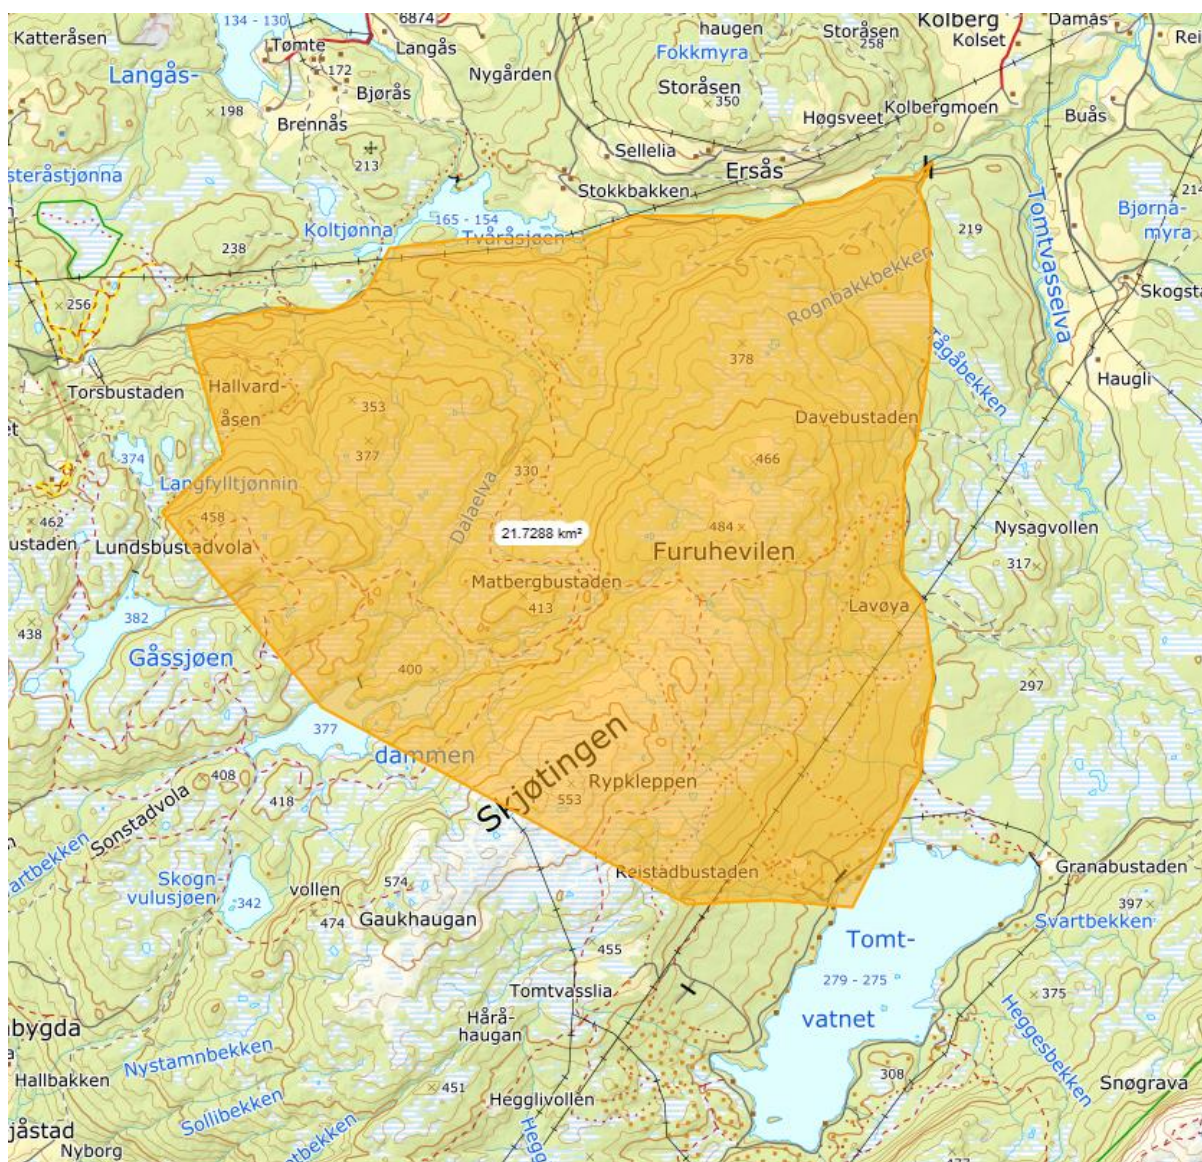 134 - 130
6874
haugen
Kolberg
Damås
Katteråsen
Tømte
Langås
Storåsen
258
Kolset
Fokkmyra
Langås-
172
Nygården
Storåsen
Bjørås
350
Kolbergmoen
198
Buås
Brennås
Høgsveet
213
Sellelia
Ersås
steråstjønna
Stokkbakken
214
165 - 154
Tomtvasselva
Bjørna-
myra
Koltjønna
Tvåråsjøen
219
238
Rognbakkbekken
256
Skogsta
Tågåbekken
378
Haugli
Torsbustaden
Hallvard-
åsen
353
Davebustaden
377
374
330
466
Langfylltjønnin
Dalaelva
458
462
484
Nysagvollen
21.7288 km²
ustaden
Lundsbustadvola
Furuhevilen
317
Matbergbustaden
382
413
Lavøya
438
Gåssjøen
400
297
377
dammen
Skjøtingen
408
Rypkleppen
418
553
Sonstadvola
artbekken
Reistadbustaden
Granabustaden
Skogn-
vulusjøen
574
vollen
342
474
Gaukhaugan
397
Svartbekken
455
Tomt-
279 - 275
Tomtvasslia
375
vatnet
Hårå-
haugan
Heggesbekken
abygda
Nystamnbekken
Hallbakken
308
451
Snøgrava
Hegglivollen
Sollibekken
jåstad
Nyborg